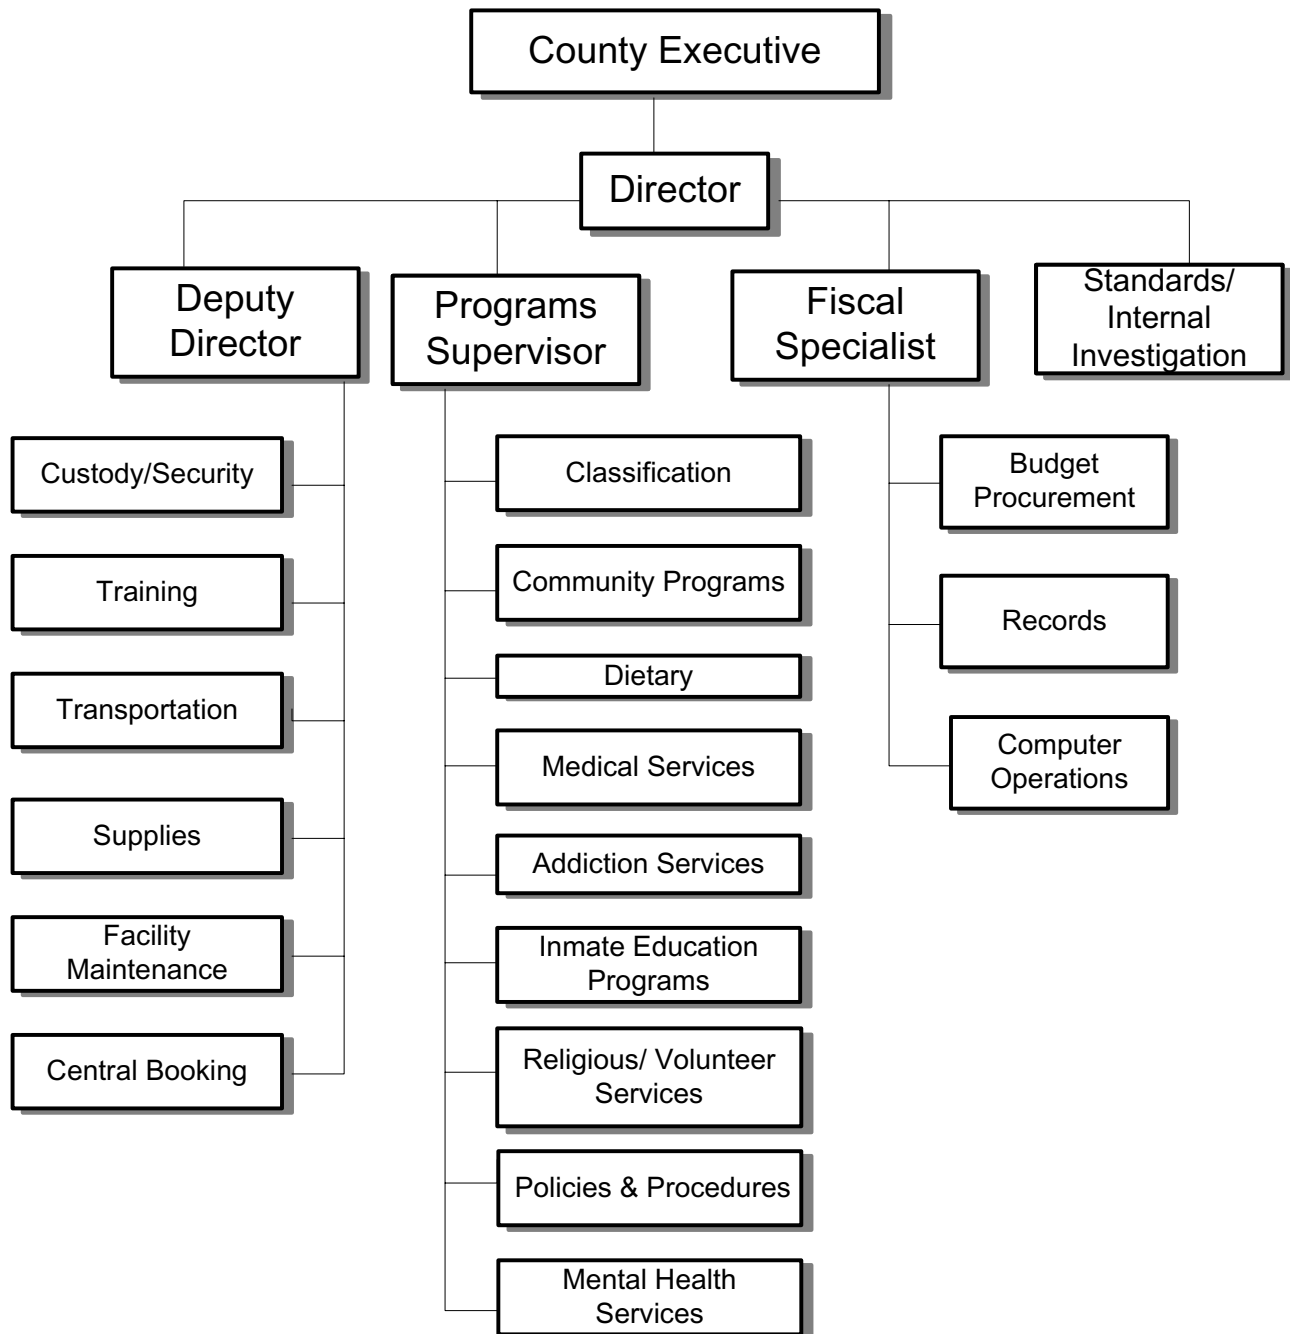 County Executive
Director
Deputy
Director
Programs
Supervisor
Fiscal
Specialist
Standards/
Internal
Investigation
Custody/Security
Training
Transportation
Supplies
Facility
Maintenance
Central Booking
Classification
Community Programs
Dietary
Medical Services
Addiction Services
Inmate Education
Programs
Religious/ Volunteer
Services
Policies & Procedures
Mental Health
Services
Budget
Procurement
Records
Computer
Operations